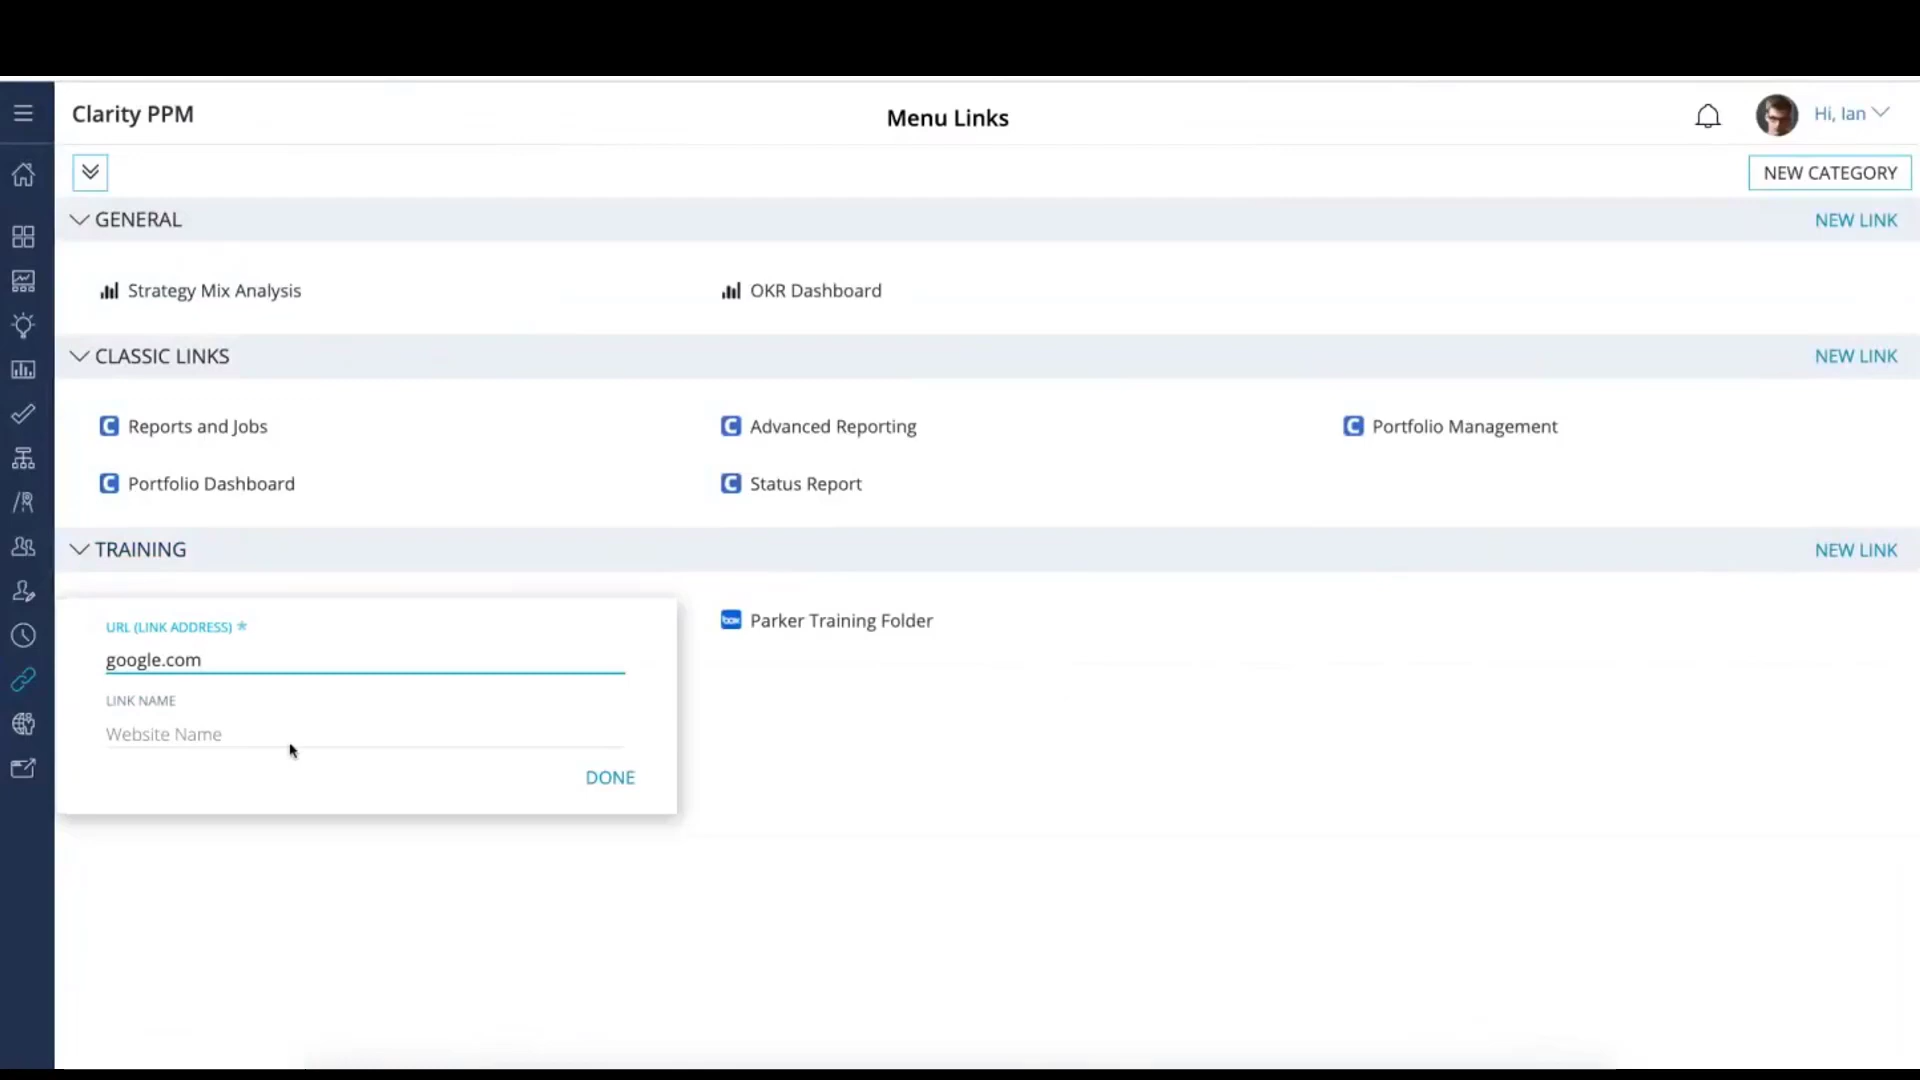 Clarity PPM
Menu Links
Hi, Ian
NEW CATEGORY
GENERAL
NEW LINK
Strategy Mix Analysis
OKR Dashboard
CLASSIC LINKS
NEW LINK
C Reports and Jobs
C Advanced Reporting
C Portfolio Management
C Portfolio Dashboard
C Status Report
TRAINING
NEW LINK
URL (LINK ADDRESS) *
google.com
LINK NAME
Website Name
DONE
box Parker Training Folder